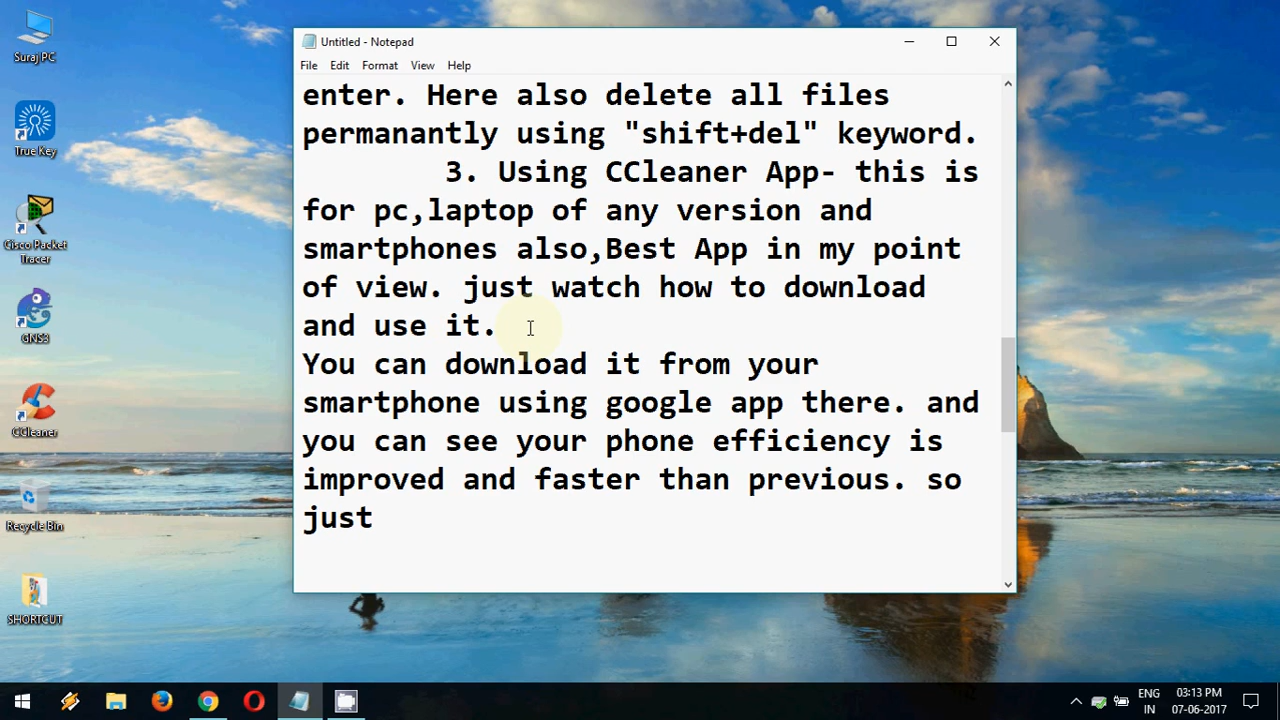 Suraj PC
True Key
Cisco Packet
Tracer
GNS3
CCleaner
Recycle Bin
SHORTCUT
Untitled - Notepad
File Edit Format View Help
enter. Here also delete all files
permanantly using "shift+del" keyword.
3. Using CCleaner App- this is
for pc,laptop of any version and
smartphones also,Best App in my point
of view. just watch how to download
and use it.
You can download it from your
smartphone using google app there. and
you can see your phone efficiency is
improved and faster than previous. so
just
ENG
IN
03:13 PM
07-06-2017